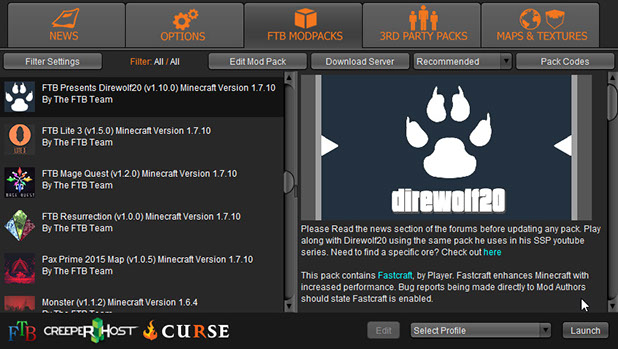 NEWS
OPTIONS
FTB MODPACKS
3RD PARTY PACKS
MAPS & TEXTURES
Filter Settings
Filter: All / All
Edit Mod Pack
Download Server
Recommended
Pack Codes
FTB Presents Direwolf20 (v1.10.0) Minecraft Version 1.7.10
By The FTB Team
FTB Lite 3 (v1.5.0) Minecraft Version 1.7.10
By The FTB Team
FTB Mage Quest (v1.2.0) Minecraft Version 1.7.10
By The FTB Team
FTB Resurrection (v1.0.0) Minecraft Version 1.7.10
By The FTB Team
Pax Prime 2015 Map (v1.0.5) Minecraft Version 1.7.10
By The FTB Team
Monster (v1.1.2) Minecraft Version 1.6.4
By The FTB Team
direwolf20
Please Read the news section of the forums before updating any pack. Play
along with Direwolf20 using the same pack he uses in his SSP youtube
series. Need to find a specific ore? Check out here
This pack contains Fastcraft, by Player. Fastcraft enhances Minecraft with
increased performance. Bug reports being made directly to Mod Authors
should state Fastcraft is enabled.
FTB
CREEPERHOST
CURSE
Edit
Select Profile
Launch